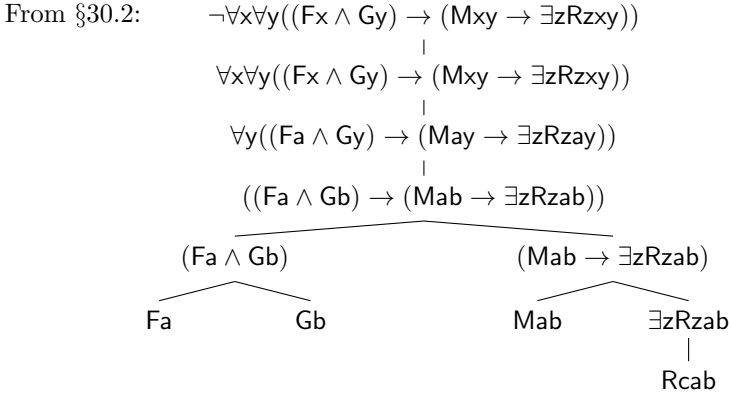 From §30.2: ¬∀x∀y((Fx ∧ Gy) → (Mxy → ∃zRzxy))
∀x∀y((Fx ∧ Gy) → (Mxy → ∃zRzxy))
∀y((Fa ∧ Gy) → (May → ∃zRzay))
((Fa ∧ Gb) → (Mab → ∃zRzab))
(Fa ∧ Gb) (Mab → ∃zRzab)
Fa Gb Mab ∃zRzab
Rcab